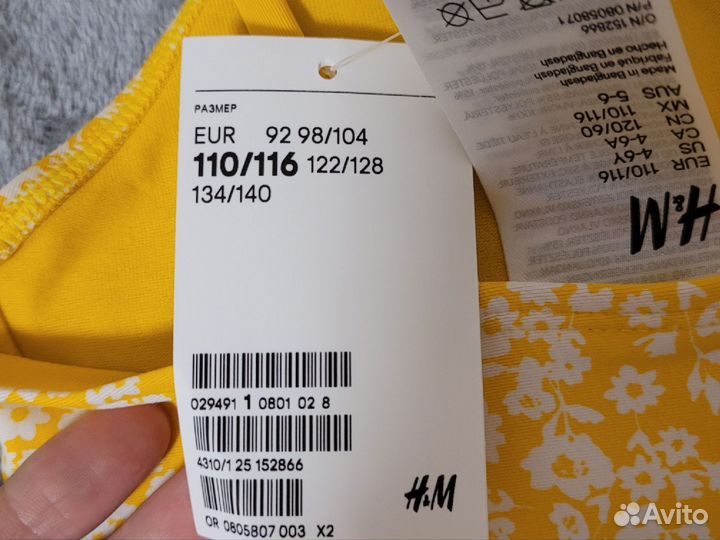 РАЗМЕР
EUR 92 98/104
110/116 122/128
134/140
029491 1 0801 02 8
4310/1 25 152866
H&M
OR 0805807 003 X2
H&M
EUR 110/116
US 4-6Y
CA 4-6A
CN 120/60
MX 110/116
AUS 5-6
Hecho en Bangladesh
Fabriqué en Bangladesh
Made in Bangladesh
O/N 152866
P/N 08058071
Avito